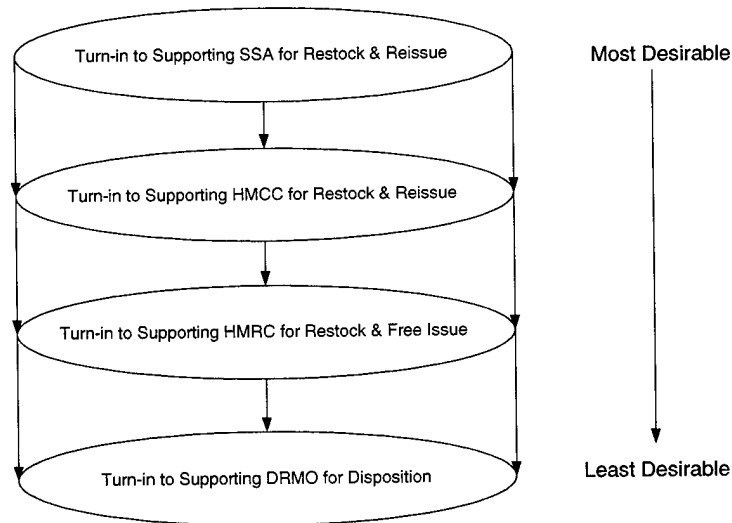 Turn-in to Supporting SSA for Restock & Reissue
Most Desirable
Turn-in to Supporting HMCC for Restock & Reissue
Turn-in to Supporting HMRC for Restock & Free Issue
Turn-in to Supporting DRMO for Disposition
Least Desirable